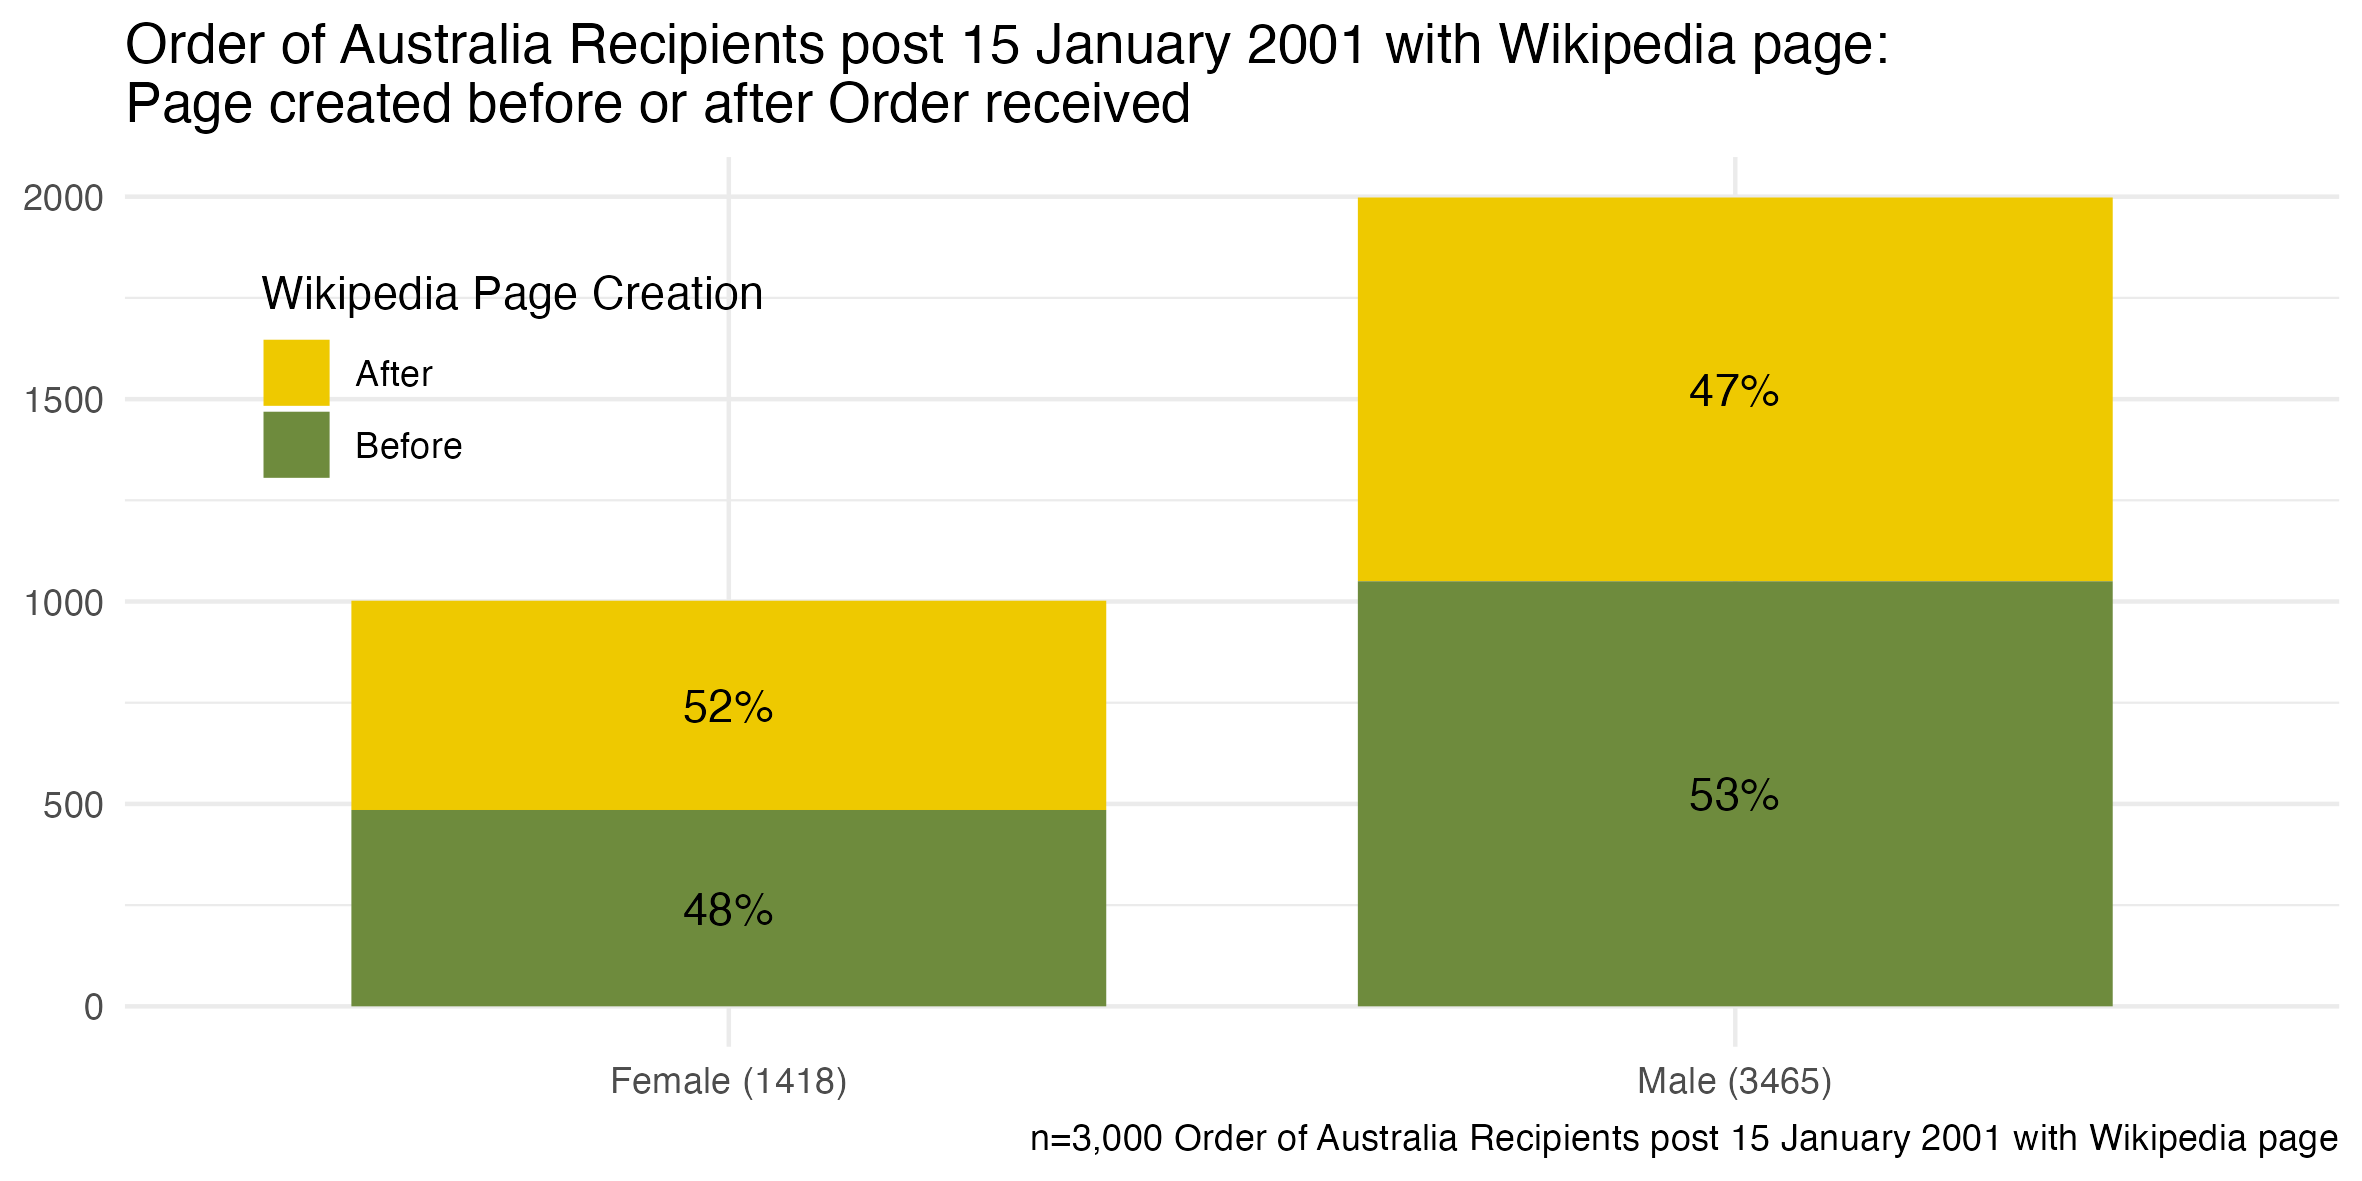 Order of Australia Recipients post 15 January 2001 with Wikipedia page:
Page created before or after Order received
2000
1500
1000
500
0
Wikipedia Page Creation
After
Before
52%
48%
47%
53%
Female (1418)
Male (3465)
n=3,000 Order of Australia Recipients post 15 January 2001 with Wikipedia page